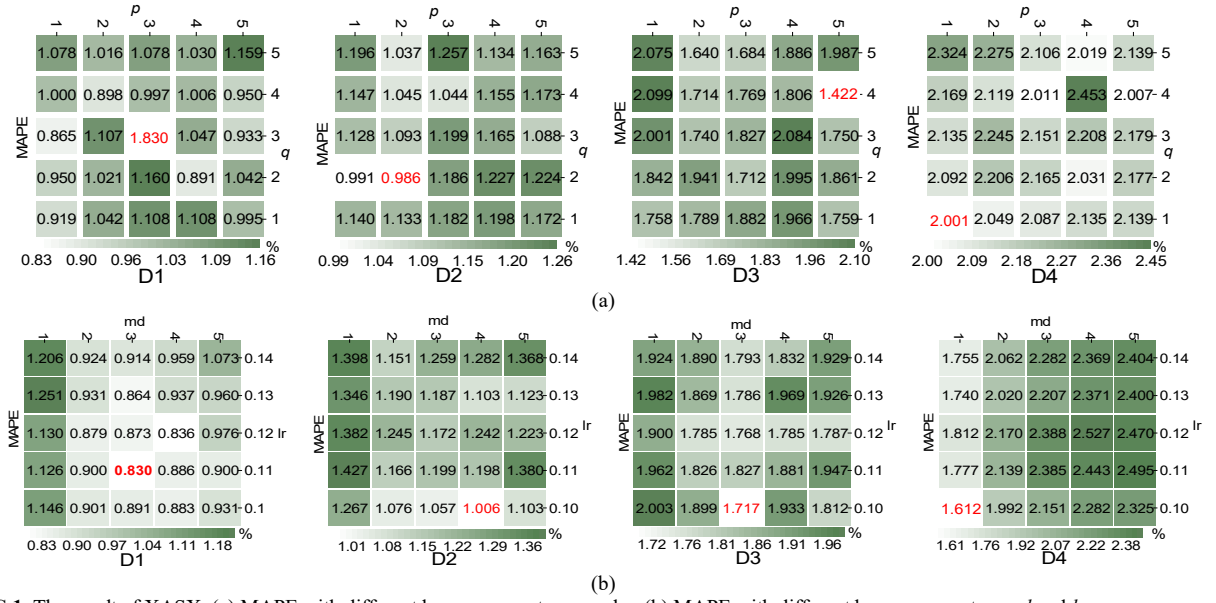 p p p p
1 2 3 4 5 1 2 3 4 5 1 2 3 4 5 1 2 3 4 5
1.078 1.016 1.078 1.030 1.159 5 1.196 1.037 1.257 1.134 1.163 5 2.075 1.640 1.684 1.886 1.987 5 2.324 2.275 2.106 2.019 2.139 5
1.000 0.898 0.997 1.006 0.950 4 1.147 1.045 1.044 1.155 1.173 4 2.099 1.714 1.769 1.806 1.422 4 2.169 2.119 2.011 2.453 2.007 4
MAPE 0.865 1.107 1.830 1.047 0.933 3 q MAPE 1.128 1.093 1.199 1.165 1.088 3 q MAPE 2.001 1.740 1.827 2.084 1.750 3 q MAPE 2.135 2.245 2.151 2.208 2.179 3 q
0.950 1.021 1.160 0.891 1.042 2 0.991 0.986 1.186 1.227 1.224 2 1.842 1.941 1.712 1.995 1.861 2 2.092 2.206 2.165 2.031 2.177 2
0.919 1.042 1.108 1.108 0.995 1 1.140 1.133 1.182 1.198 1.172 1 1.758 1.789 1.882 1.966 1.759 1 2.001 2.049 2.087 2.135 2.139 1
% % % %
0.83 0.90 0.96 1.03 1.09 1.16 0.99 1.04 1.09 1.15 1.20 1.26 1.42 1.56 1.69 1.83 1.96 2.10 2.00 2.09 2.18 2.27 2.36 2.45
D1 D2 D3 D4
(a)
md md md md
1 2 3 4 5 1 2 3 4 5 1 2 3 4 5 1 2 3 4 5
1.206 0.924 0.914 0.959 1.073 0.14 1.398 1.151 1.259 1.282 1.368 0.14 1.924 1.890 1.793 1.832 1.929 0.14 1.755 2.062 2.282 2.369 2.404 0.14
1.251 0.931 0.864 0.937 0.960 0.13 1.346 1.190 1.187 1.103 1.123 0.13 1.982 1.869 1.786 1.969 1.926 0.13 1.740 2.020 2.207 2.371 2.400 0.13
MAPE 1.130 0.879 0.873 0.836 0.976 0.12 lr MAPE 1.382 1.245 1.172 1.242 1.223 0.12 lr MAPE 1.900 1.785 1.768 1.785 1.787 0.12 lr MAPE 1.812 2.170 2.388 2.527 2.470 0.12 lr
1.126 0.900 0.830 0.886 0.900 0.11 1.427 1.166 1.199 1.198 1.380 0.11 1.962 1.826 1.827 1.881 1.947 0.11 1.777 2.139 2.385 2.443 2.495 0.11
1.146 0.901 0.891 0.883 0.931 0.1 1.267 1.076 1.057 1.006 1.103 0.10 2.003 1.899 1.717 1.933 1.812 0.10 1.612 1.992 2.151 2.282 2.325 0.10
% % % %
0.83 0.90 0.97 1.04 1.11 1.18 1.01 1.08 1.15 1.22 1.29 1.36 1.72 1.76 1.81 1.86 1.91 1.96 1.61 1.76 1.92 2.07 2.22 2.38
D1 D2 D3 D4
(b)